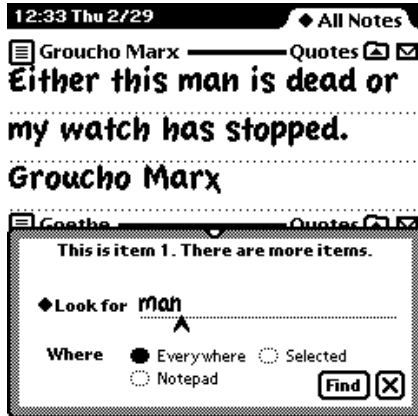 12:33 Thu 2/29
◆ All Notes
Groucho Marx Quotes
Either this man is dead or
my watch has stopped.
Groucho Marx
Goethe Quotes
This is item 1. There are more items.
◆Look for man
Where Everywhere Selected
Notepad
Find X